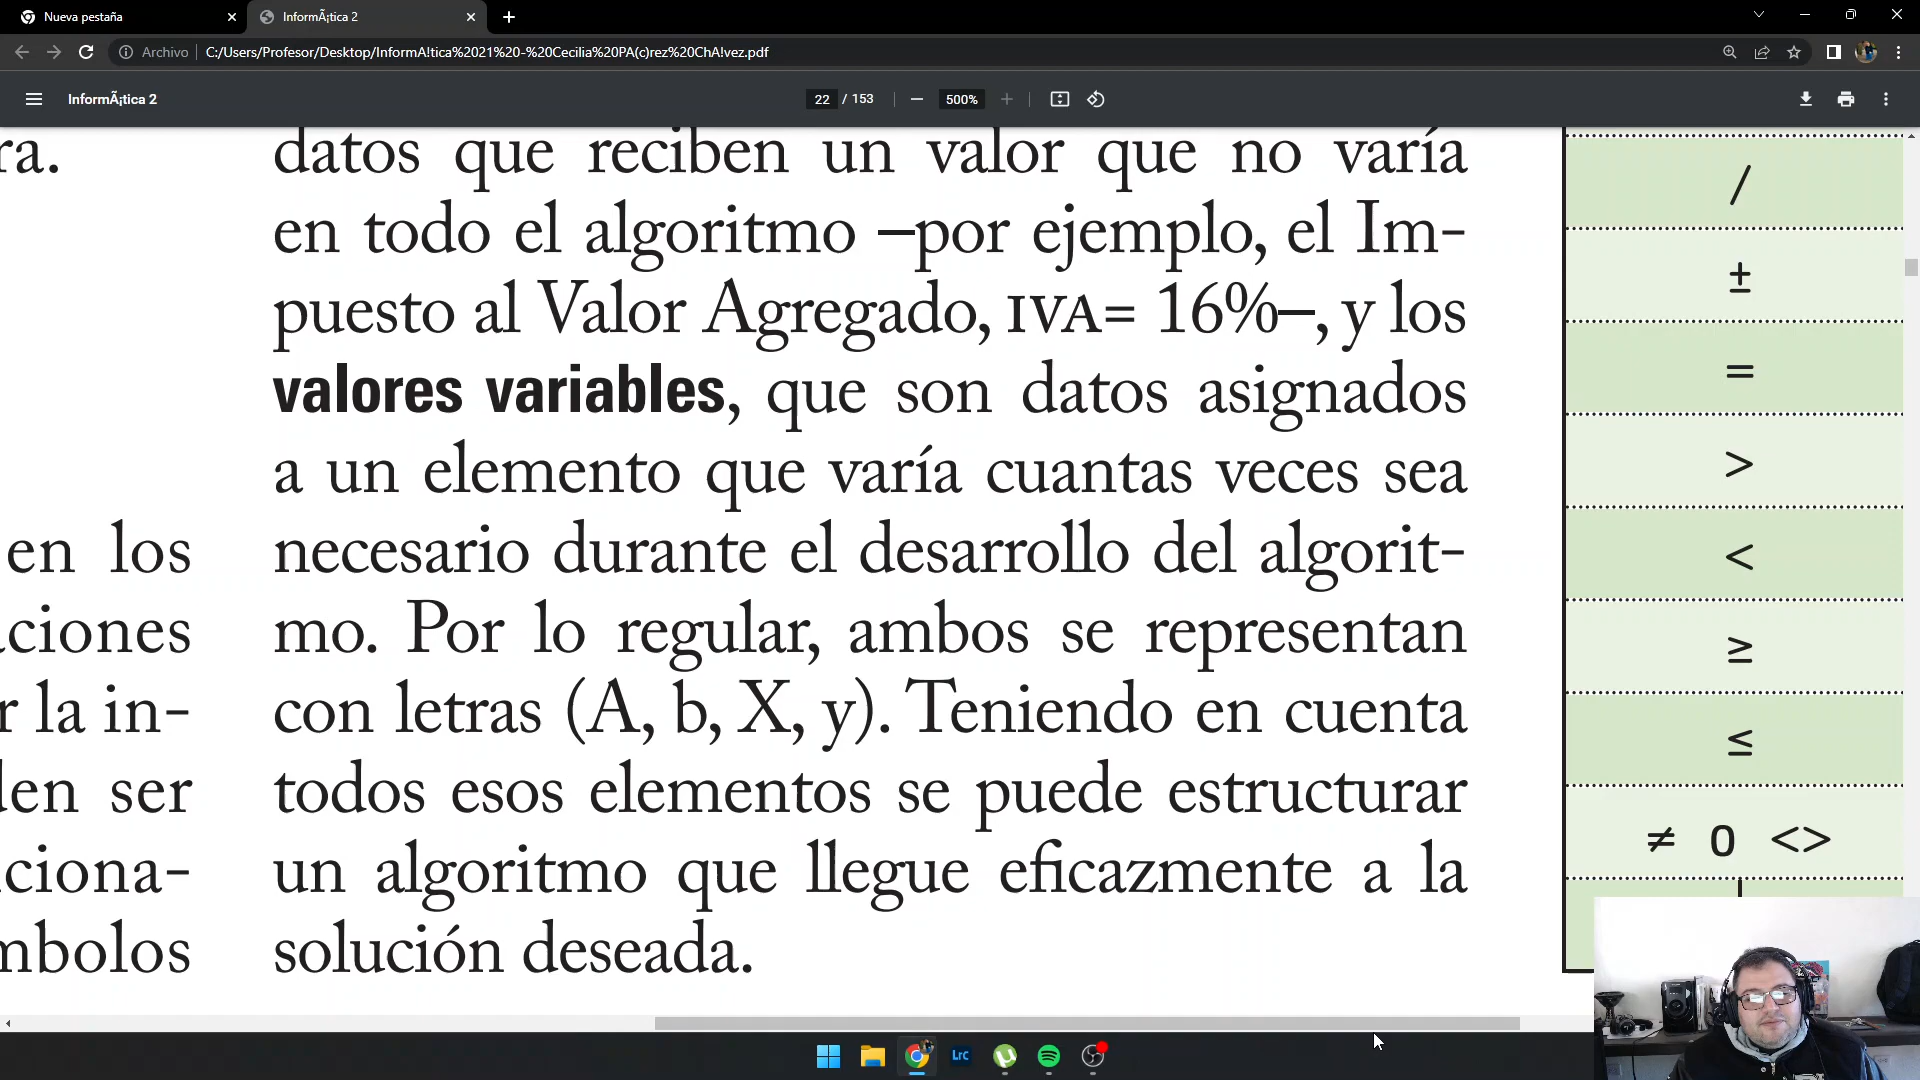 Nueva pestaña
InformÃ¡tica 2
Archivo
C:/Users/Profesor/Desktop/InformA!tica%2021%20-%20Cecilia%20PA(c)rez%20ChA!vez.pdf
InformÃ¡tica 2
22 / 153
500%
ra.
en los
ciones
r la in-
en ser
ciona-
mbolos
datos que reciben un valor que no varía
en todo el algoritmo –por ejemplo, el Im-
puesto al Valor Agregado, IVA= 16%–, y los
valores variables, que son datos asignados
a un elemento que varía cuantas veces sea
necesario durante el desarrollo del algorit-
mo. Por lo regular, ambos se representan
con letras (A, b, X, y). Teniendo en cuenta
todos esos elementos se puede estructurar
un algoritmo que llegue eficazmente a la
solución deseada.
/
±
=
>
<
≥
≤
≠ O <>
Lrc